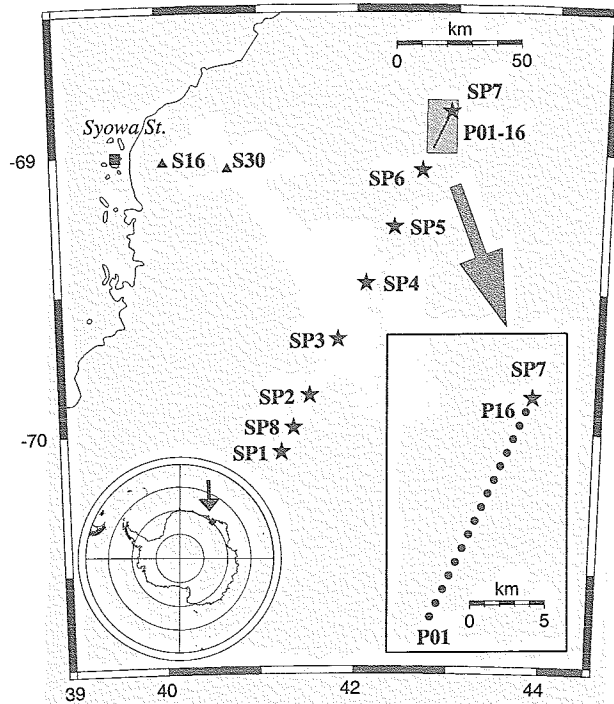 km
0 50
SP7
Syowa St.
P01-16
-69
S16
S30
SP6
SP5
SP4
SP3
SP7
SP2
P16
SP8
-70
SP1
km
0 5
P01
39 40 42 44